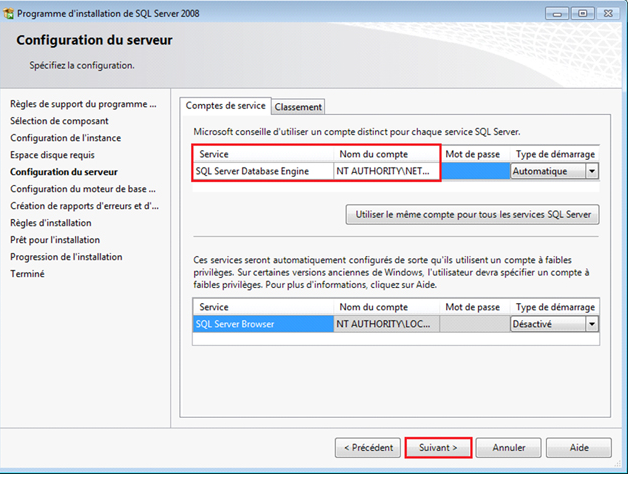 Programme d'installation de SQL Server 2008
Configuration du serveur
Spécifiez la configuration.
Règles de support du programme ...
Sélection de composant
Configuration de l'instance
Espace disque requis
Configuration du serveur
Configuration du moteur de base ...
Création de rapports d'erreurs et d'...
Règles d'installation
Prêt pour l'installation
Progression de l'installation
Terminé
Comptes de service Classement
Microsoft conseille d'utiliser un compte distinct pour chaque service SQL Server.
Service Nom du compte Mot de passe Type de démarrage
SQL Server Database Engine NT AUTHORITY\NET... Automatique
Utiliser le même compte pour tous les services SQL Server
Ces services seront automatiquement configurés de sorte qu'ils utilisent un compte à faibles
privilèges. Sur certaines versions anciennes de Windows, l'utilisateur devra spécifier un compte à
faibles privilèges. Pour plus d'informations, cliquez sur Aide.
Service Nom du compte Mot de passe Type de démarrage
SQL Server Browser NT AUTHORITY\LOC... Désactivé
< Précédent Suivant > Annuler Aide